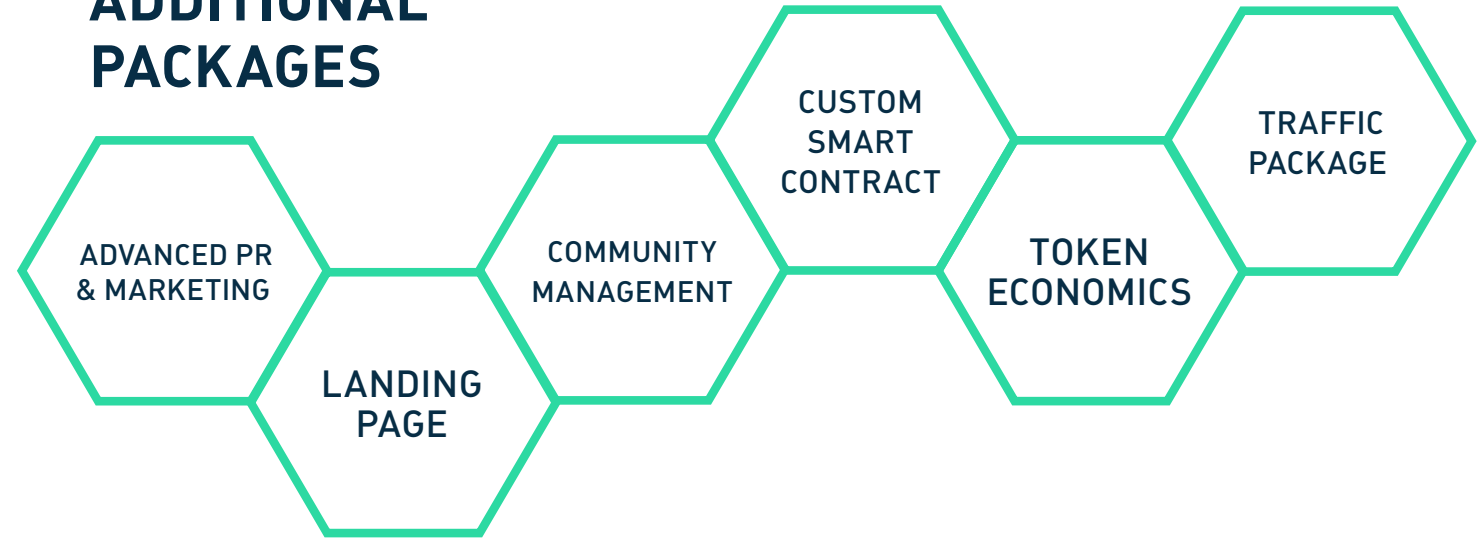 ADDITIONAL
PACKAGES
ADVANCED PR
& MARKETING
LANDING
PAGE
COMMUNITY
MANAGEMENT
CUSTOM
SMART
CONTRACT
TOKEN
ECONOMICS
TRAFFIC
PACKAGE